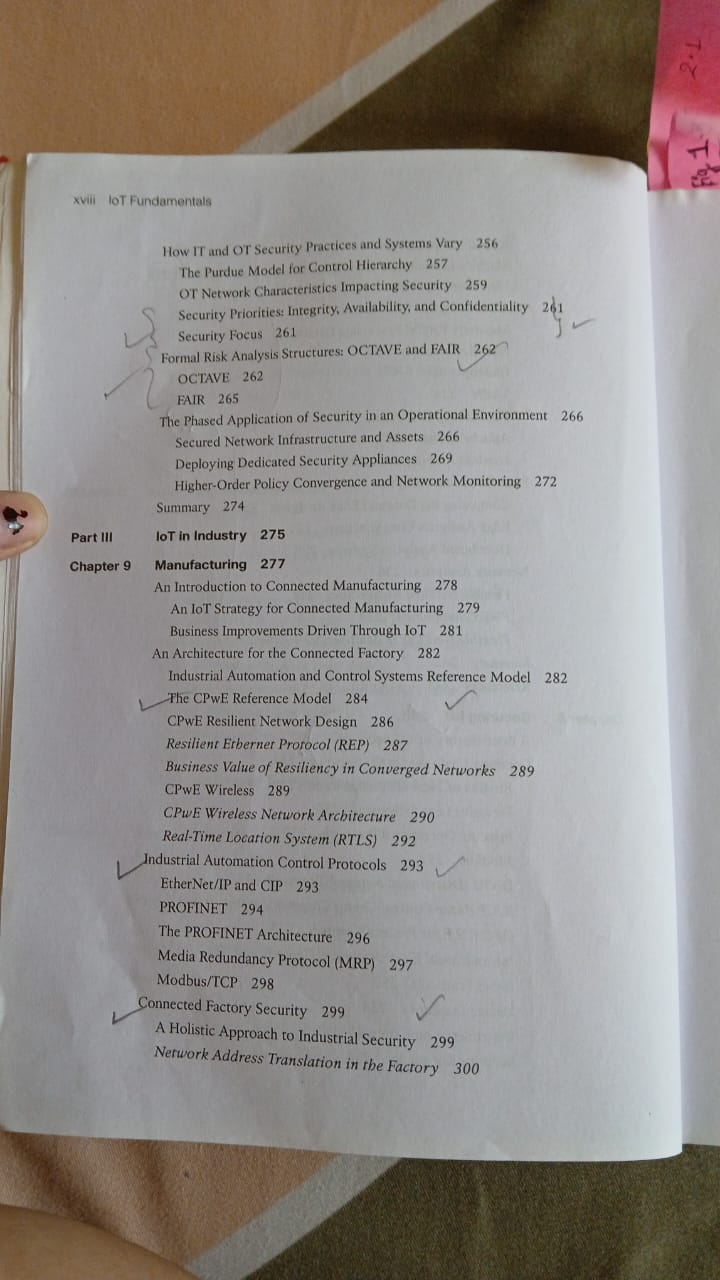 xviii IoT Fundamentals
How IT and OT Security Practices and Systems Vary 256
The Purdue Model for Control Hierarchy 257
OT Network Characteristics Impacting Security 259
Security Priorities: Integrity, Availability, and Confidentiality 261
Security Focus 261
Formal Risk Analysis Structures: OCTAVE and FAIR 262
OCTAVE 262
FAIR 265
The Phased Application of Security in an Operational Environment 266
Secured Network Infrastructure and Assets 266
Deploying Dedicated Security Appliances 269
Higher-Order Policy Convergence and Network Monitoring 272
Summary 274
Part III IoT in Industry 275
Chapter 9 Manufacturing 277
An Introduction to Connected Manufacturing 278
An IoT Strategy for Connected Manufacturing 279
Business Improvements Driven Through IoT 281
An Architecture for the Connected Factory 282
Industrial Automation and Control Systems Reference Model 282
The CPwE Reference Model 284
CPwE Resilient Network Design 286
Resilient Ethernet Protocol (REP) 287
Business Value of Resiliency in Converged Networks 289
CPwE Wireless 289
CPwE Wireless Network Architecture 290
Real-Time Location System (RTLS) 292
Industrial Automation Control Protocols 293
EtherNet/IP and CIP 293
PROFINET 294
The PROFINET Architecture 296
Media Redundancy Protocol (MRP) 297
Modbus/TCP 298
Connected Factory Security 299
A Holistic Approach to Industrial Security 299
Network Address Translation in the Factory 300
2.1